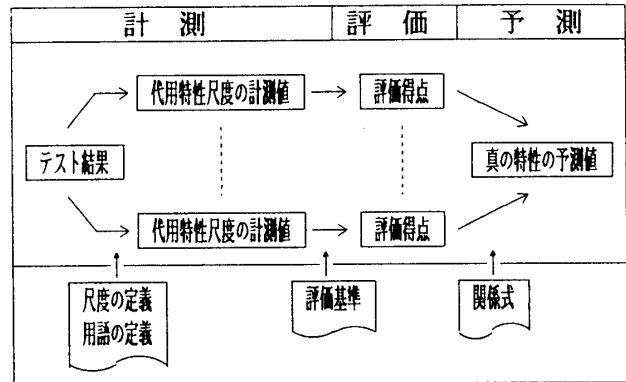 計測
評価
予測
代用特性尺度の計測値
評価得点
テスト結果
真の特性の予測値
代用特性尺度の計測値
評価得点
尺度の定義
用語の定義
評価基準
関係式